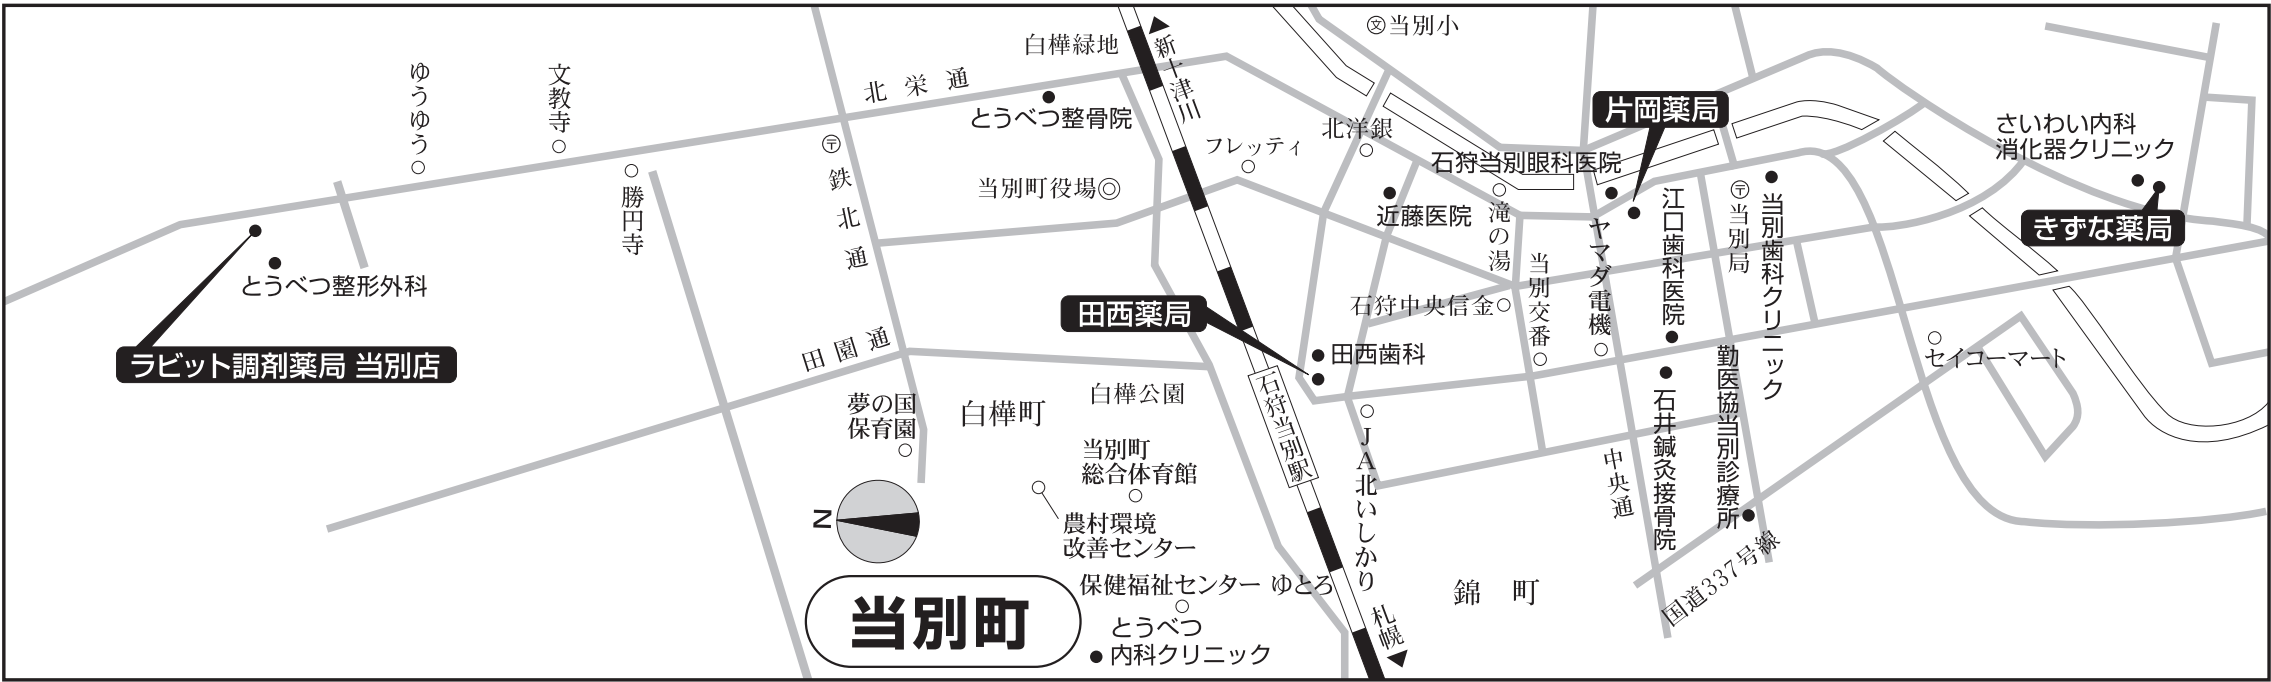 新十津川
白樺緑地
㊫当別小
ゆうゆう
文教寺
北栄通
とうべつ整骨院
〒
鉄北通
勝円寺
当別町役場
フレッティ
北洋銀
石狩当別眼科医院
片岡薬局
近藤医院
滝の湯
ヤマダ電機
江口歯科医院
〒当別局
当別歯科クリニック
さいわい内科
消化器クリニック
きずな薬局
とうべつ整形外科
ラビット調剤薬局 当別店
田園通
夢の国
保育園
白樺町
白樺公園
田西薬局
田西歯科
石狩中央信金
当別交番
石狩当別駅
セイコーマート
石井鍼灸接骨院
勤医協当別診療所
中央通
国道337号線
当別町
総合体育館
農村環境
改善センター
保健福祉センター ゆとろ
とうべつ
内科クリニック
JA北いしかり
札幌
錦町
N
当別町